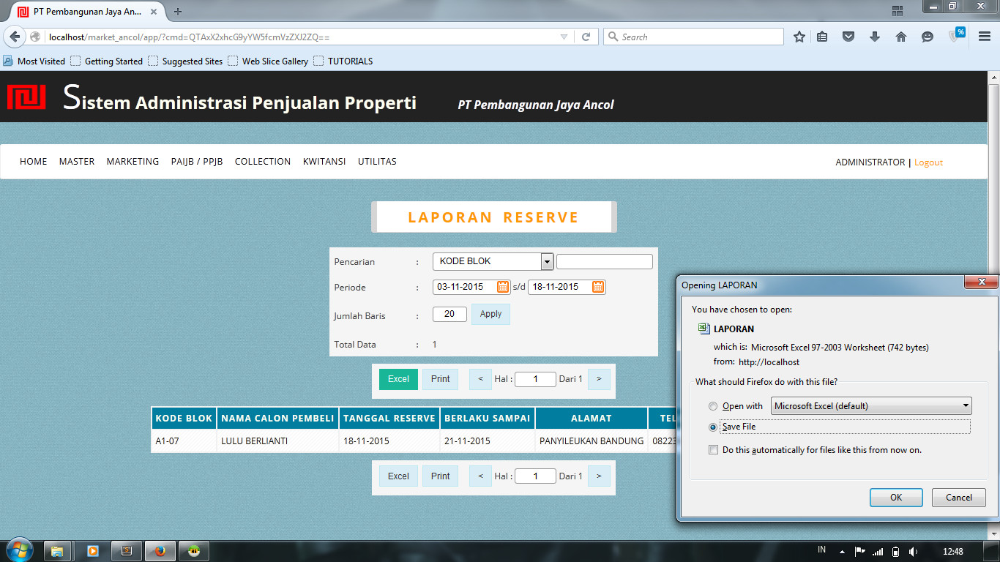 PT Pembangunan Jaya An...
localhost/market_ancol/app/?cmd=QTAxX2xhcG9yYW5fcmVzZXJ2ZQ==
Search
%
Most Visited Getting Started Suggested Sites Web Slice Gallery TUTORIALS
Sistem Administrasi Penjualan Properti PT Pembangunan Jaya Ancol
HOME MASTER MARKETING PAIJB / PPJB COLLECTION KWITANSI UTILITAS ADMINISTRATOR | Logout
LAPORAN RESERVE
Pencarian : KODE BLOK
Periode : 03-11-2015 s/d 18-11-2015
Jumlah Baris : 20 Apply
Total Data : 1
Excel Print < Hal : 1 Dari 1 >
KODE BLOK NAMA CALON PEMBELI TANGGAL RESERVE BERLAKU SAMPAI ALAMAT TEL
A1-07 LULU BERLIANTI 18-11-2015 21-11-2015 PANYILEUKAN BANDUNG 08223
Excel Print < Hal : 1 Dari 1 >
Opening LAPORAN
You have chosen to open:
LAPORAN
which is: Microsoft Excel 97-2003 Worksheet (742 bytes)
from: http://localhost
What should Firefox do with this file?
Open with Microsoft Excel (default)
Save File
Do this automatically for files like this from now on.
OK Cancel
IN 12:48